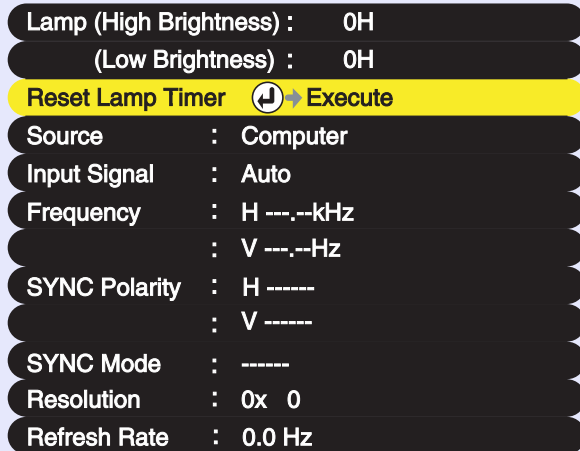 Lamp (High Brightness) : 0H
(Low Brightness) : 0H
Reset Lamp Timer Execute
Source : Computer
Input Signal : Auto
Frequency : H ---.--kHz
: V ---.--Hz
SYNC Polarity : H ------
: V ------
SYNC Mode : ------
Resolution : 0x 0
Refresh Rate : 0.0 Hz